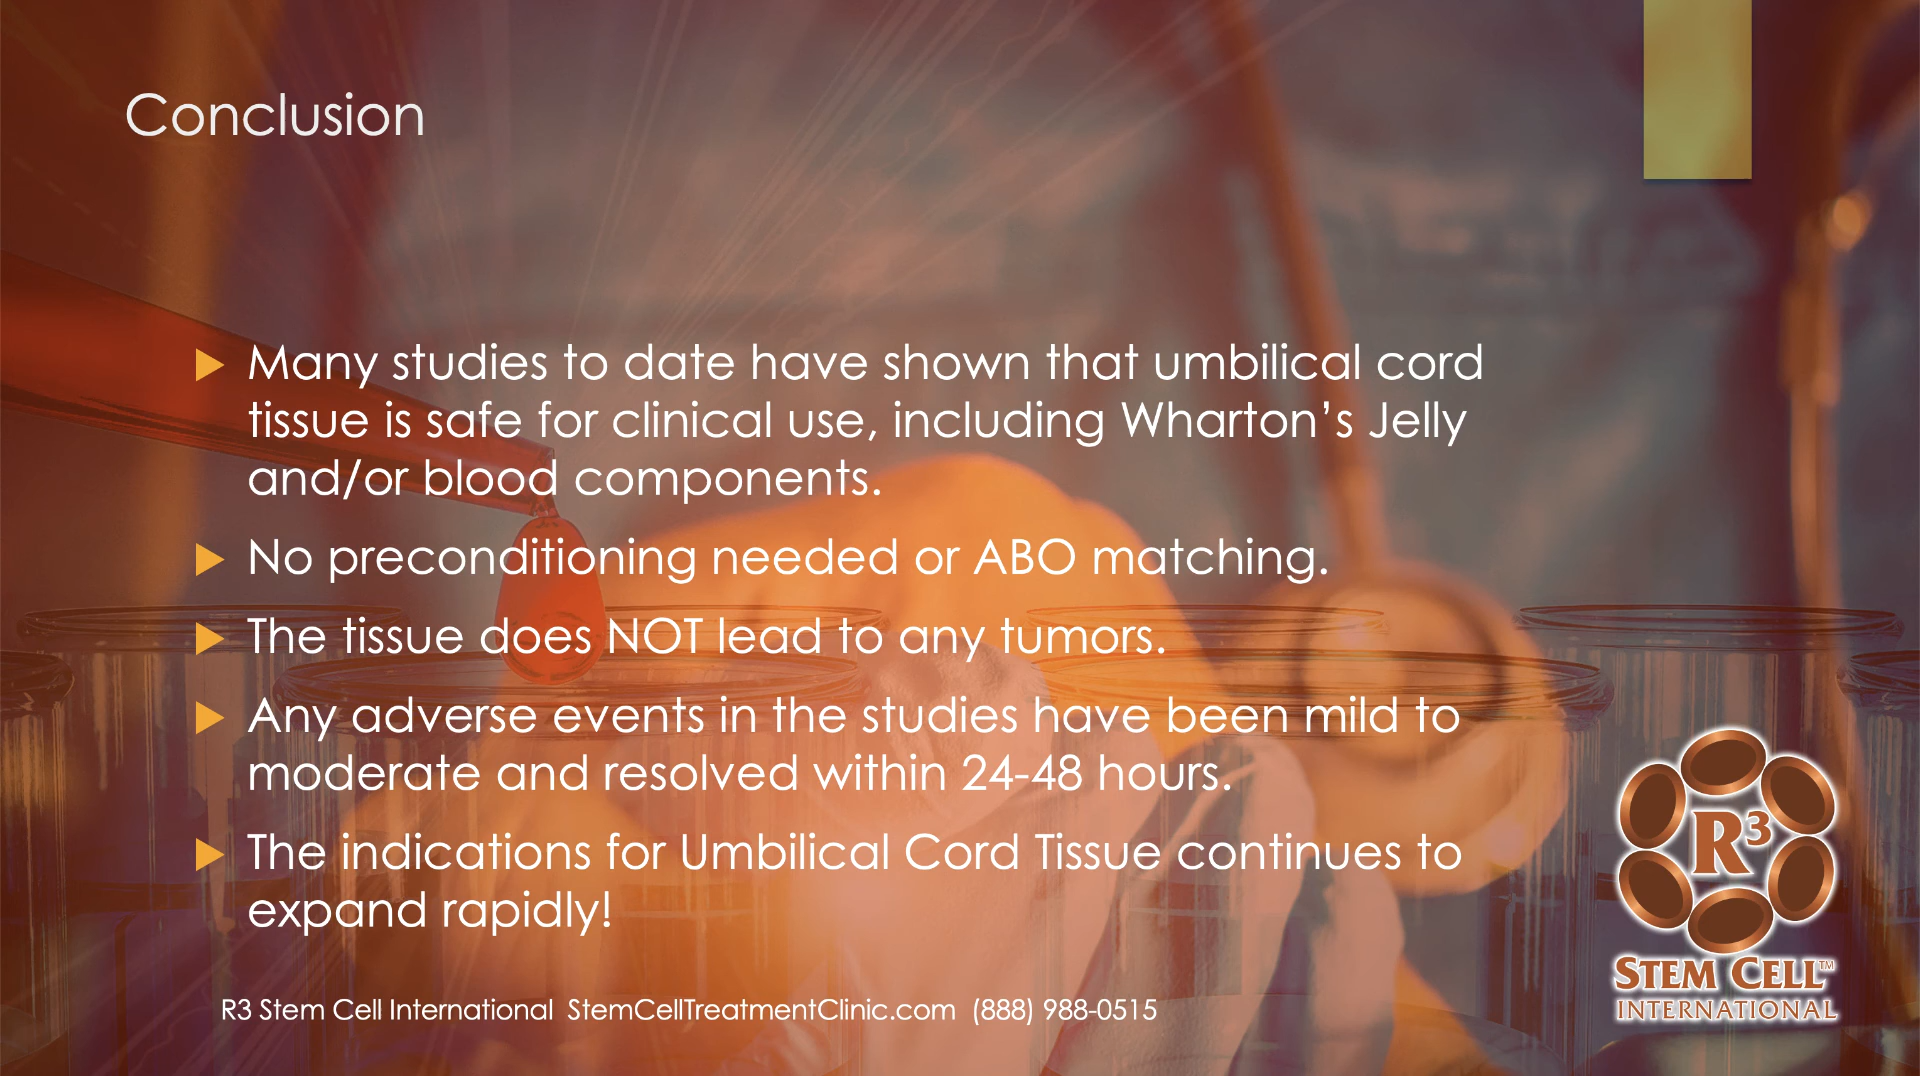 Conclusion
Many studies to date have shown that umbilical cord
tissue is safe for clinical use, including Wharton’s Jelly
and/or blood components.
No preconditioning needed or ABO matching.
The tissue does NOT lead to any tumors.
Any adverse events in the studies have been mild to
moderate and resolved within 24-48 hours.
The indications for Umbilical Cord Tissue continues to
expand rapidly!
R3 Stem Cell International  StemCellTreatmentClinic.com  (888) 988-0515
R³
STEM CELL™
INTERNATIONAL